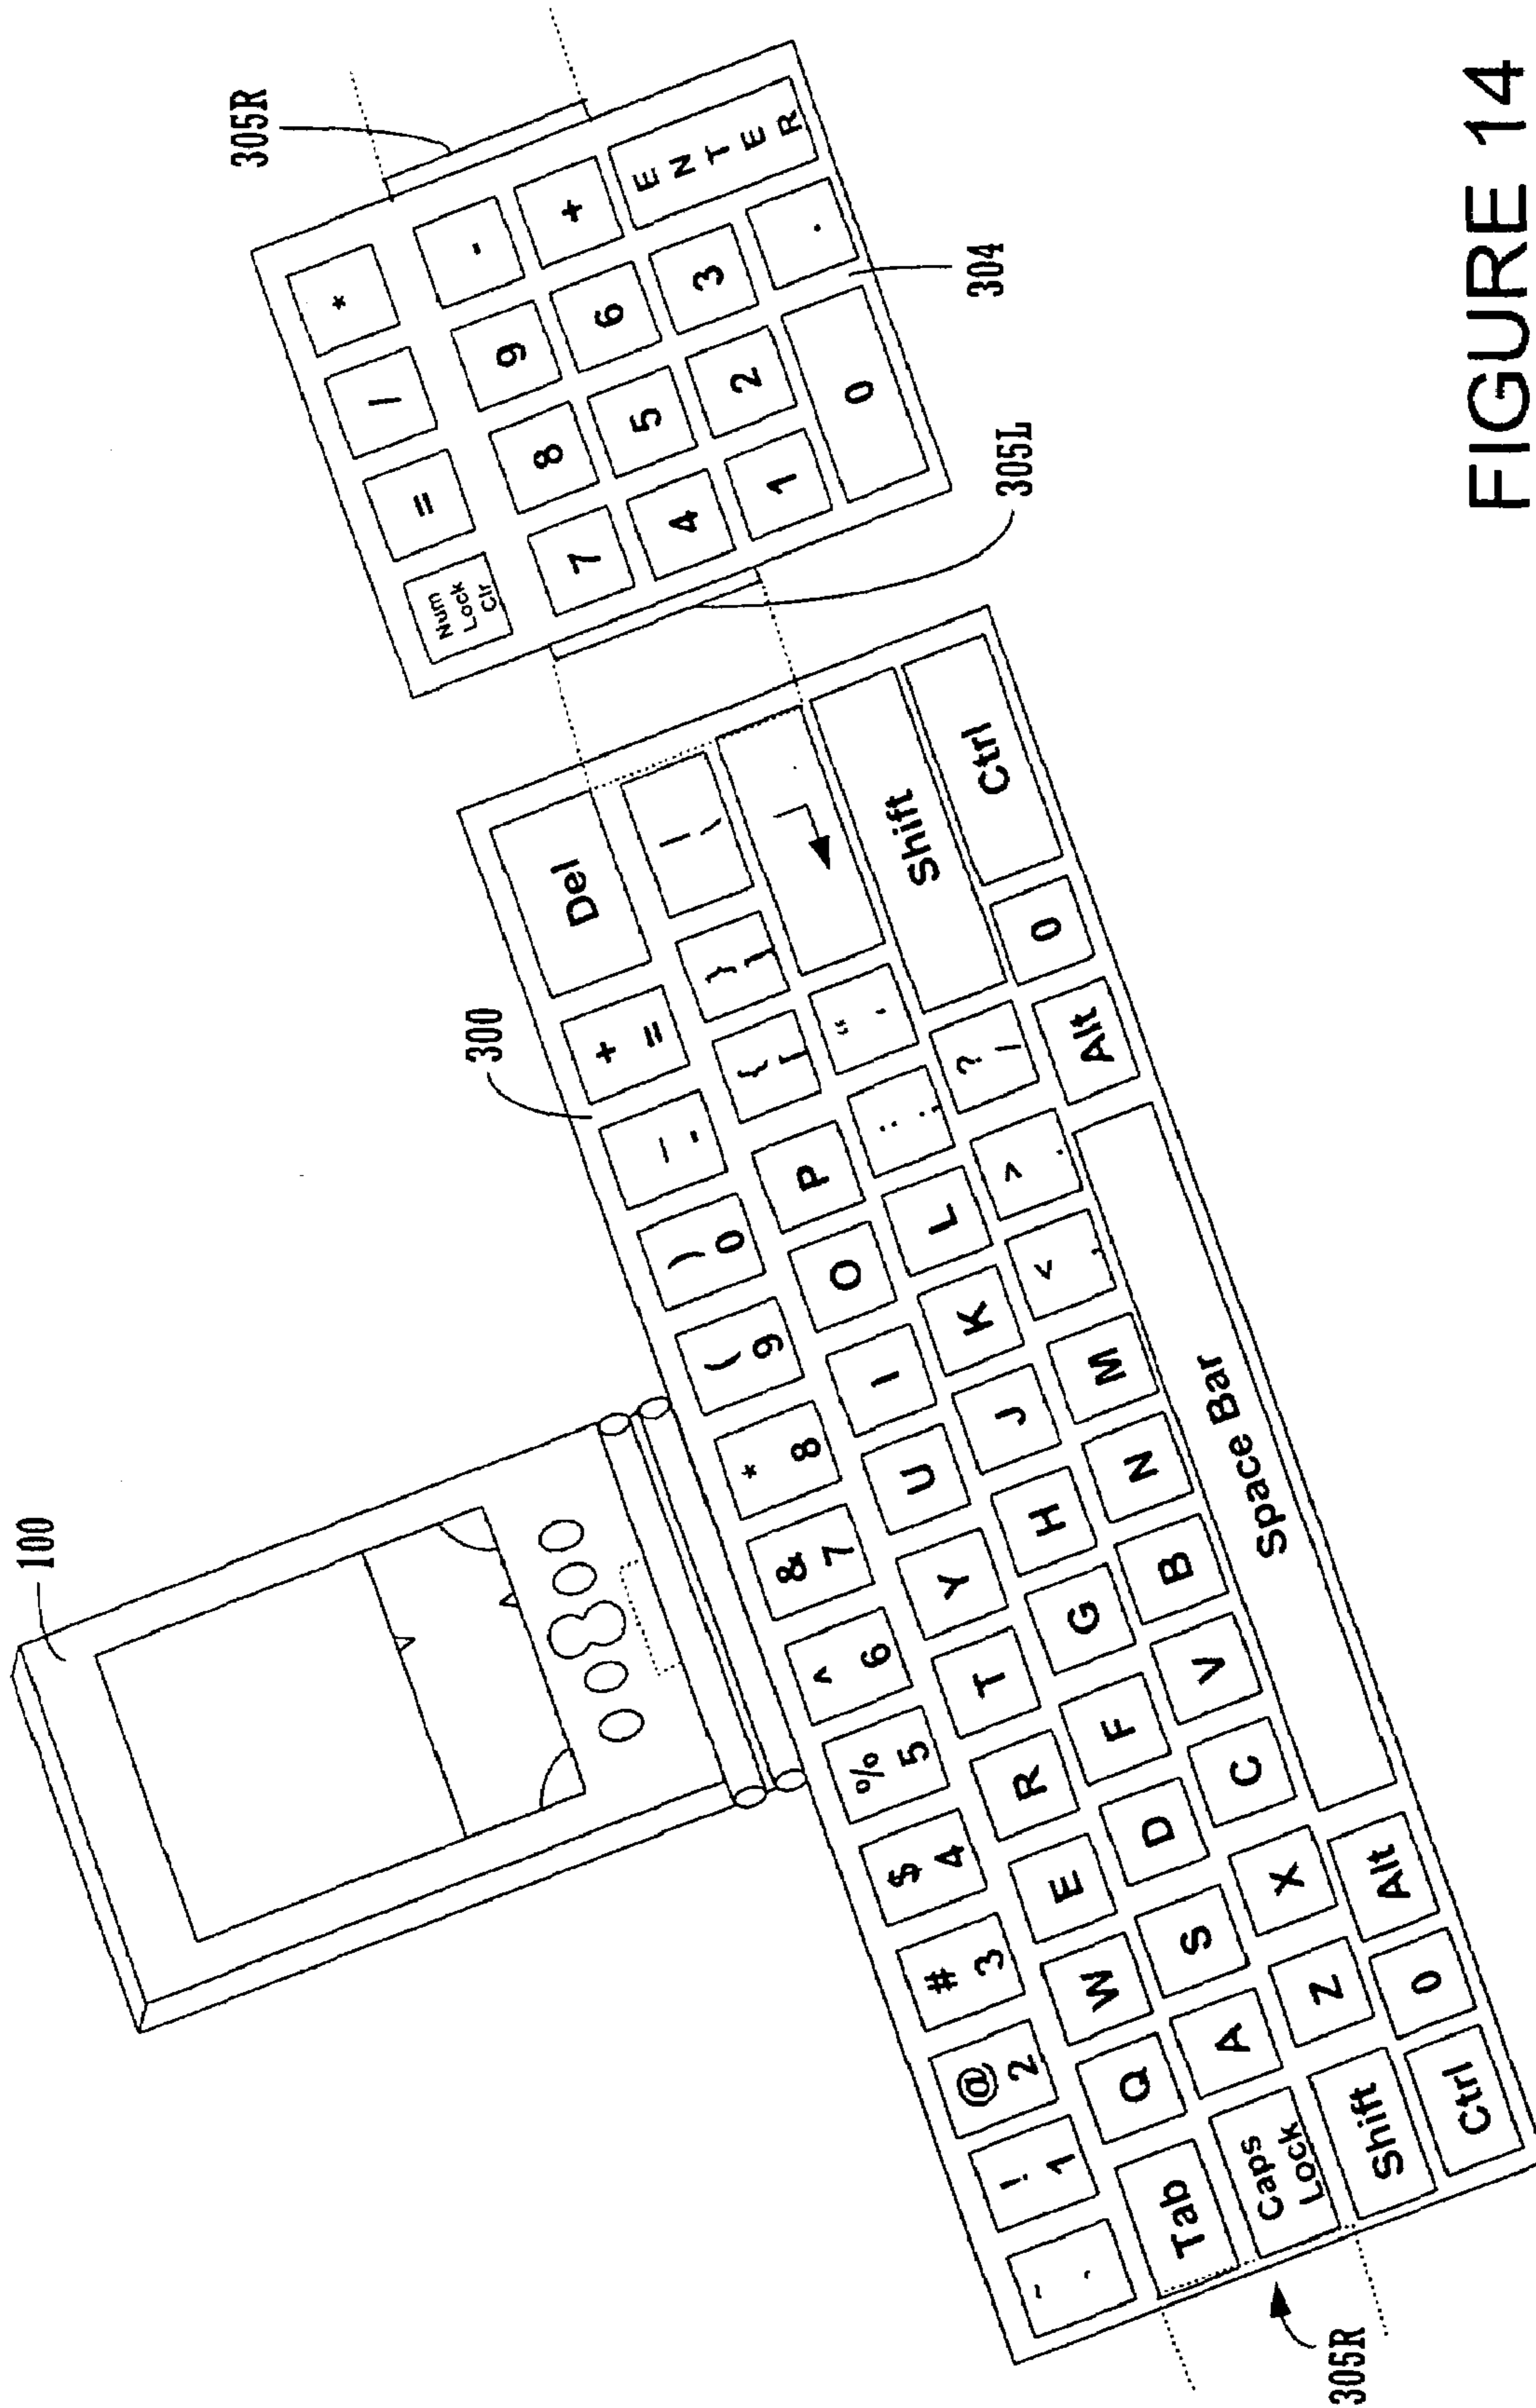 100
300
305R
* 
/
=
Num
Lock
Clr
-
9
8
7
+
6
5
4
ENTER
3
2
1
.
0
304
305L
~ `
! 1
@ 2
# 3
$ 4
% 5
^ 6
& 7
* 8
( 9
) 0
_ -
+ =
Del
Tab
Q
W
E
R
T
Y
U
I
O
P
{ [
} ]
| \
Caps
Lock
A
S
D
F
G
H
J
K
L
: ;
" '
Shift
Z
X
C
V
B
N
M
< ,
> .
? /
Shift
Ctrl
0
Alt
Space Bar
Alt
0
Ctrl
305R
FIGURE 14